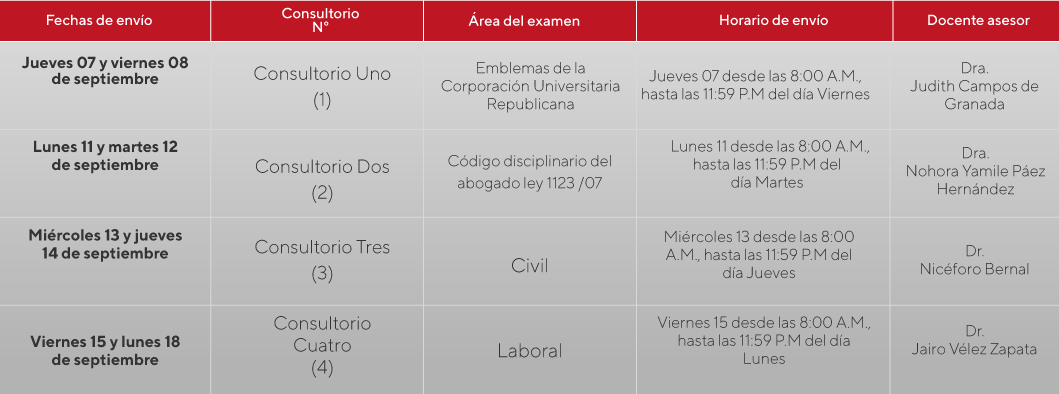 Fechas de envío
Consultorio
N°
Área del examen
Horario de envío
Docente asesor
Jueves 07 y viernes 08
de septiembre
Consultorio Uno
(1)
Emblemas de la
Corporación Universitaria
Republicana
Jueves 07 desde las 8:00 A.M.,
hasta las 11:59 P.M del día Viernes
Dra.
Judith Campos de
Granada
Lunes 11 y martes 12
de septiembre
Consultorio Dos
(2)
Código disciplinario del
abogado ley 1123 /07
Lunes 11 desde las 8:00 A.M.,
hasta las 11:59 P.M del
día Martes
Dra.
Nohora Yamile Páez
Hernández
Miércoles 13 y jueves
14 de septiembre
Consultorio Tres
(3)
Civil
Miércoles 13 desde las 8:00
A.M., hasta las 11:59 P.M del
día Jueves
Dr.
Nicéforo Bernal
Viernes 15 y lunes 18
de septiembre
Consultorio
Cuatro
(4)
Laboral
Viernes 15 desde las 8:00 A.M.,
hasta las 11:59 P.M del día
Lunes
Dr.
Jairo Vélez Zapata